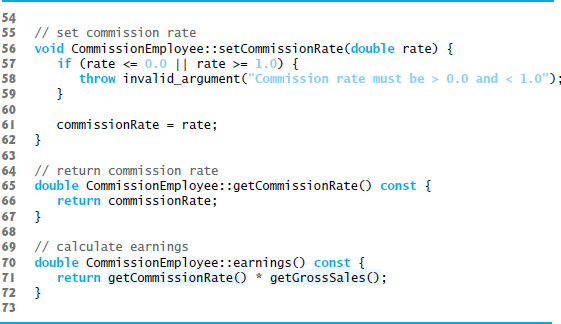 54
55 // set commission rate
56 void CommissionEmployee::setCommissionRate(double rate) {
57 if (rate <= 0.0 || rate >= 1.0) {
58 throw invalid_argument("Commission rate must be > 0.0 and < 1.0");
59 }
60
61 commissionRate = rate;
62 }
63
64 // return commission rate
65 double CommissionEmployee::getCommissionRate() const {
66 return commissionRate;
67 }
68
69 // calculate earnings
70 double CommissionEmployee::earnings() const {
71 return getCommissionRate() * getGrossSales();
72 }
73